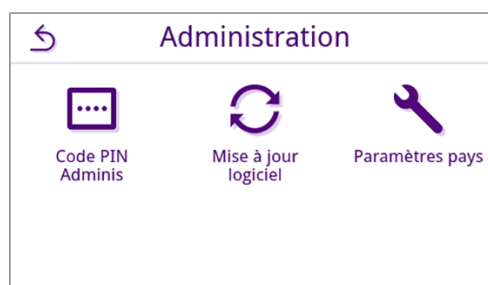 Administration
Code PIN
Adminis
Mise à jour
logiciel
Paramètres pays